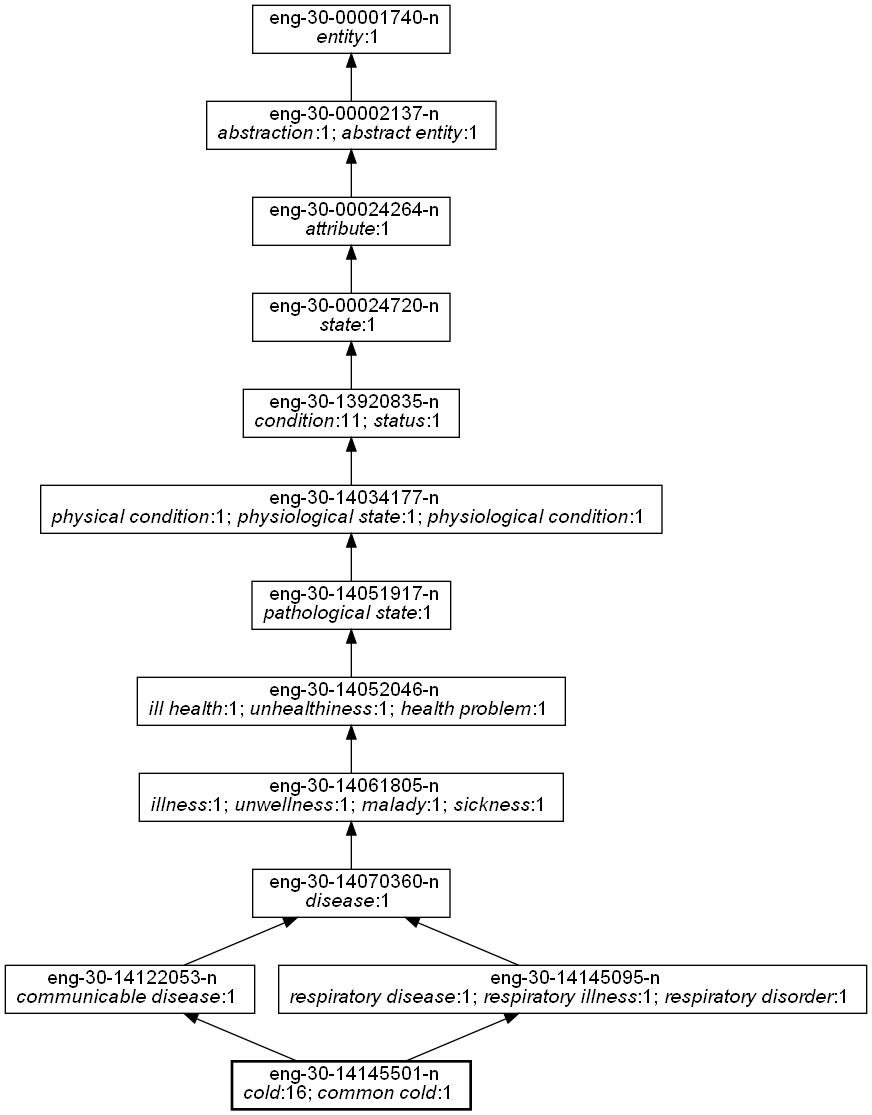 eng-30-00001740-n
entity:1
eng-30-00002137-n
abstraction:1; abstract entity:1
eng-30-00024264-n
attribute:1
eng-30-00024720-n
state:1
eng-30-13920835-n
condition:11; status:1
eng-30-14034177-n
physical condition:1; physiological state:1; physiological condition:1
eng-30-14051917-n
pathological state:1
eng-30-14052046-n
ill health:1; unhealthiness:1; health problem:1
eng-30-14061805-n
illness:1; unwellness:1; malady:1; sickness:1
eng-30-14070360-n
disease:1
eng-30-14122053-n
communicable disease:1
eng-30-14145095-n
respiratory disease:1; respiratory illness:1; respiratory disorder:1
eng-30-14145501-n
cold:16; common cold:1